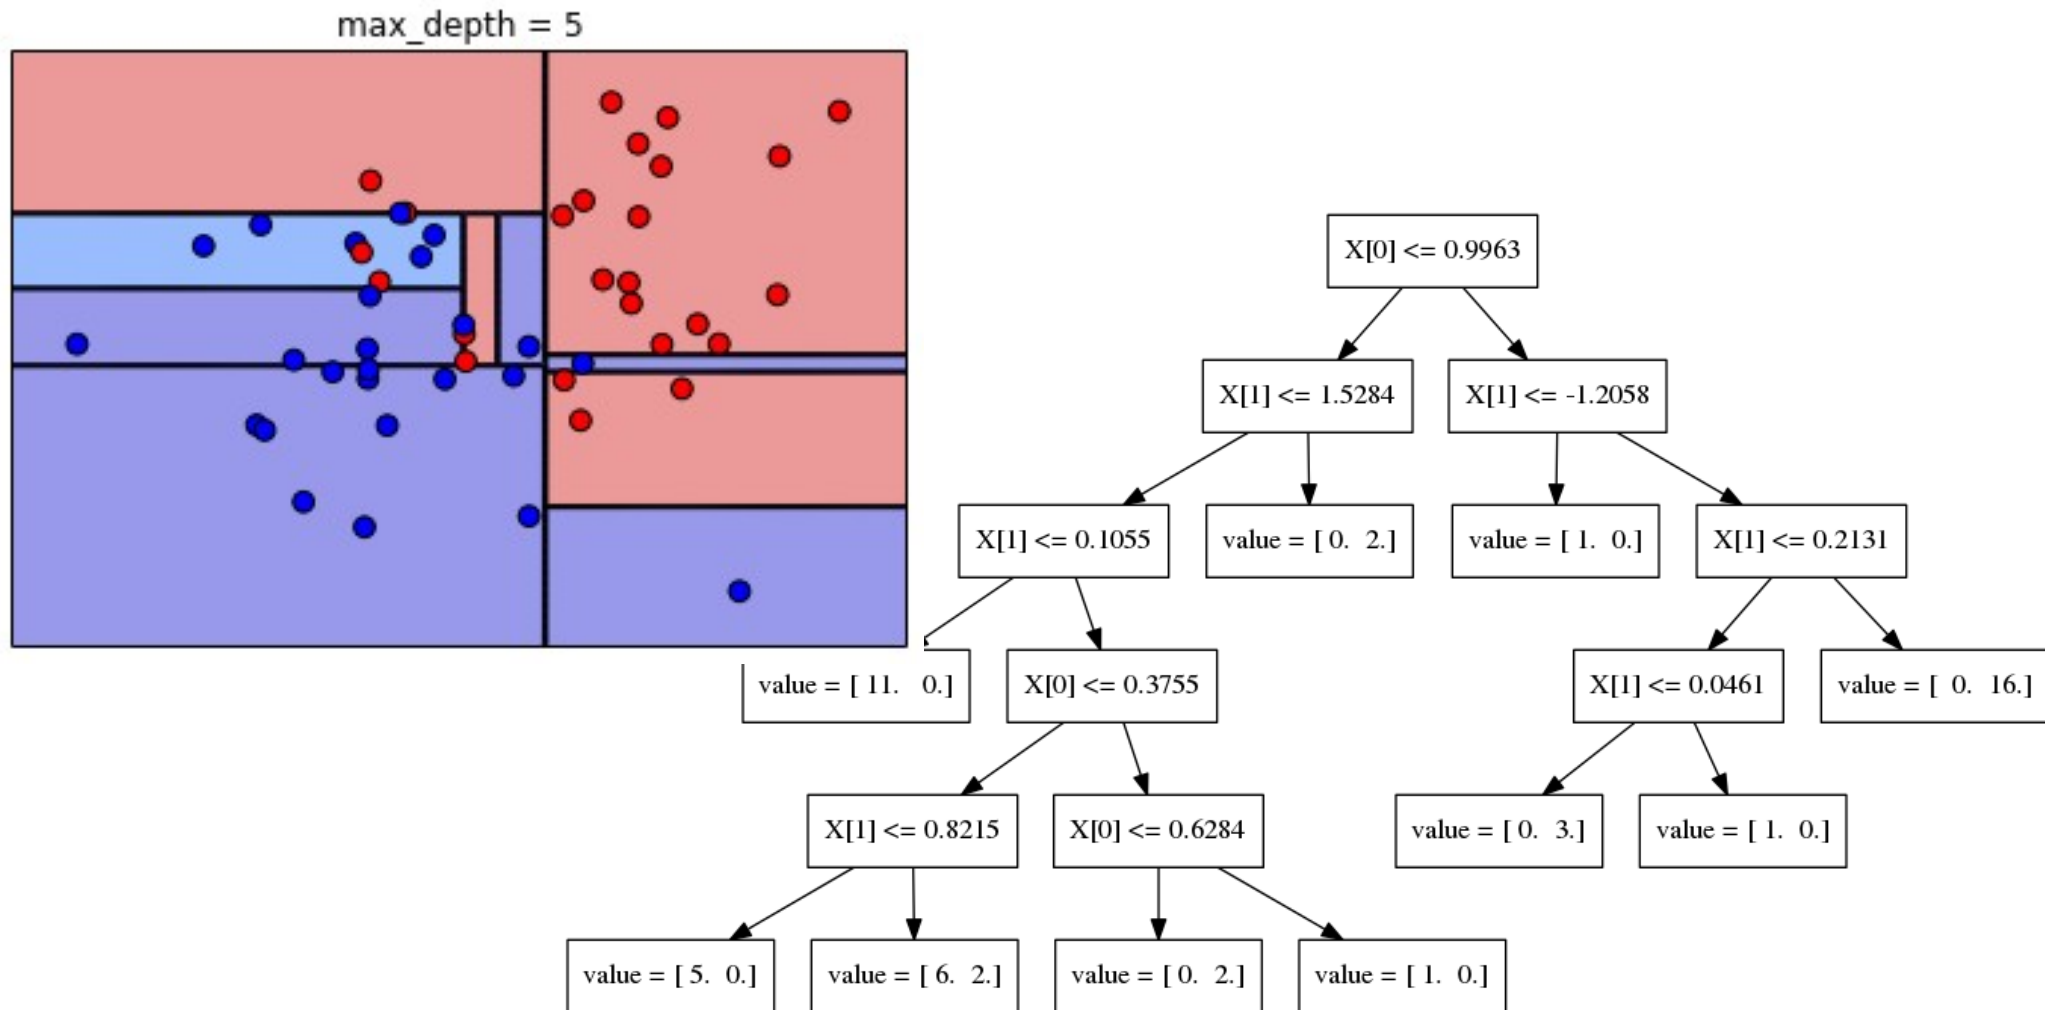 max_depth = 5
X[0] <= 0.9963
X[1] <= 1.5284
X[1] <= -1.2058
X[1] <= 0.1055
value = [ 0.  2.]
value = [ 1.  0.]
X[1] <= 0.2131
value = [ 11.   0.]
X[0] <= 0.3755
X[1] <= 0.0461
value = [  0.  16.]
X[1] <= 0.8215
X[0] <= 0.6284
value = [ 0.  3.]
value = [ 1.  0.]
value = [ 5.  0.]
value = [ 6.  2.]
value = [ 0.  2.]
value = [ 1.  0.]